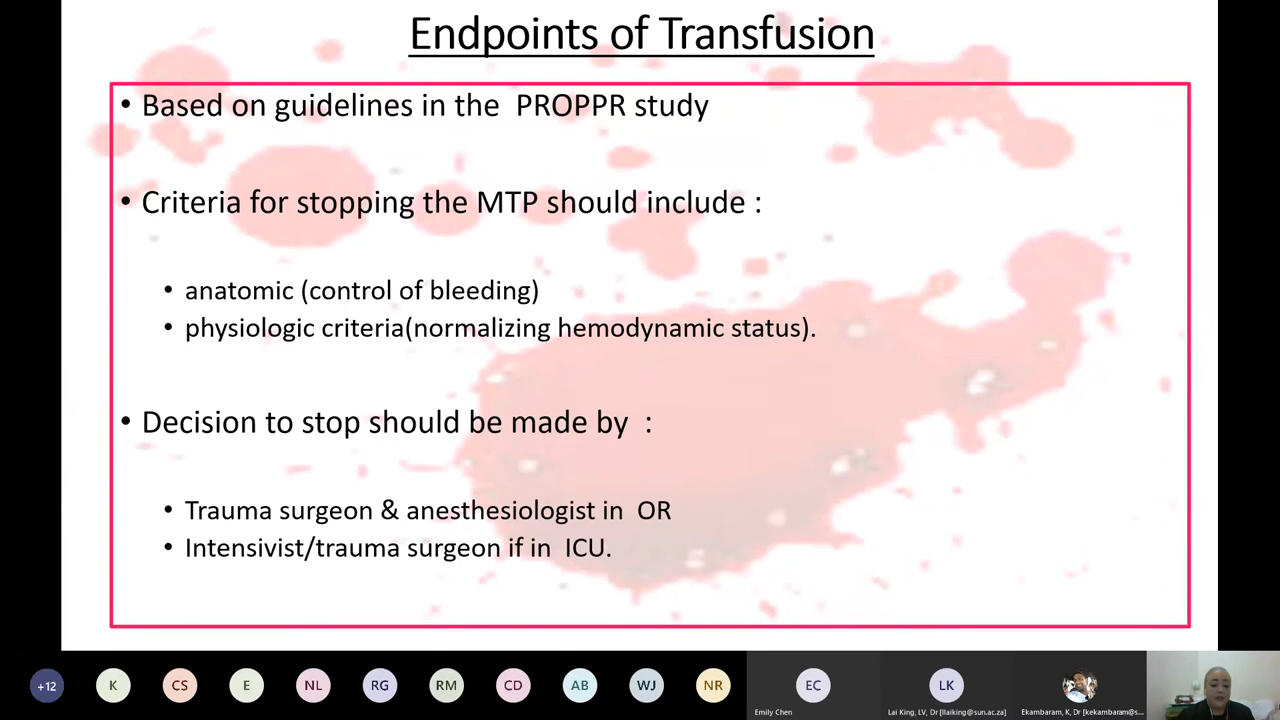 Endpoints of Transfusion
• Based on guidelines in the PROPPR study
• Criteria for stopping the MTP should include :
• anatomic (control of bleeding)
• physiologic criteria(normalizing hemodynamic status).
• Decision to stop should be made by :
• Trauma surgeon & anesthesiologist in OR
• Intensivist/trauma surgeon if in ICU.
+12 K CS E NL RG RM CD AB WJ NR EC LK
Emily Chen
Lai King, LV, Dr [llaiking@sun.ac.za]
Ekambaram, K, Dr [kekambaram@s...